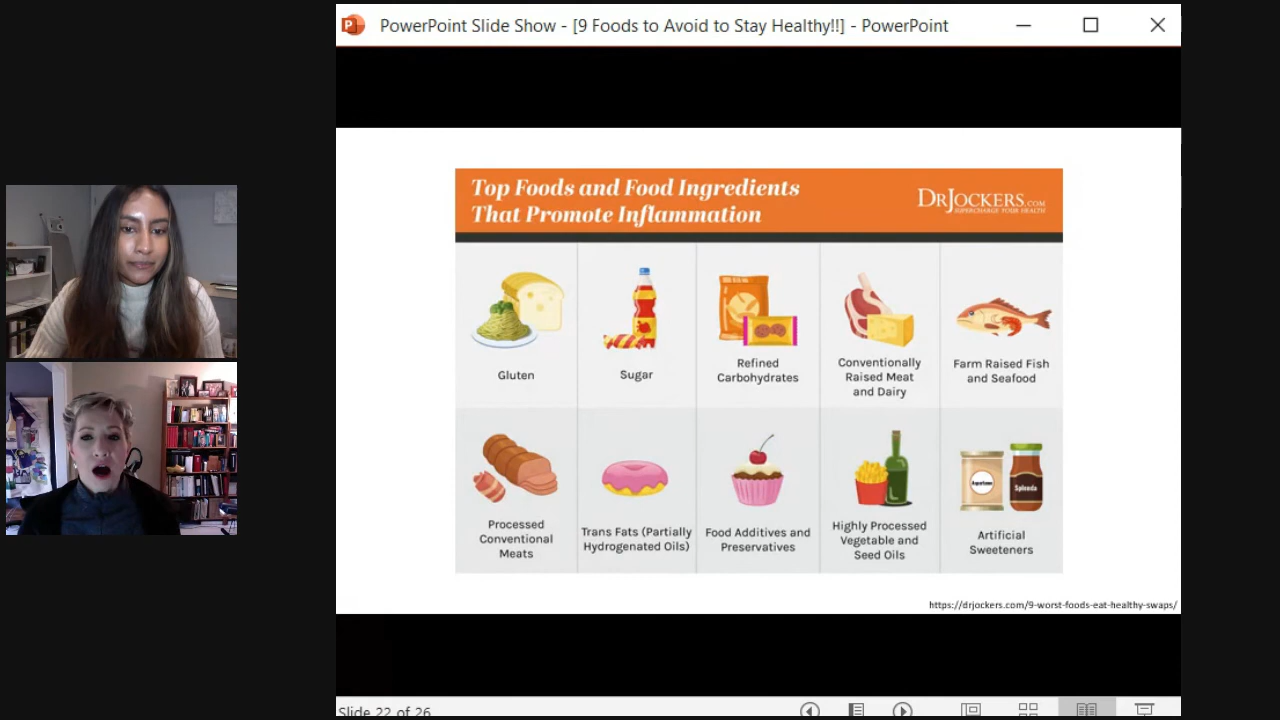 PowerPoint Slide Show - [9 Foods to Avoid to Stay Healthy!!] - PowerPoint
Top Foods and Food Ingredients
That Promote Inflammation
DRJOCKERS.COM
SUPERCHARGE YOUR HEALTH
Gluten
Sugar
Refined
Carbohydrates
Conventionally
Raised Meat
and Dairy
Farm Raised Fish
and Seafood
Processed
Conventional
Meats
Trans Fats (Partially
Hydrogenated Oils)
Food Additives and
Preservatives
Highly Processed
Vegetable and
Seed Oils
Aspartame
Splenda
Artificial
Sweeteners
https://drjockers.com/9-worst-foods-eat-healthy-swaps/
Slide 22 of 26